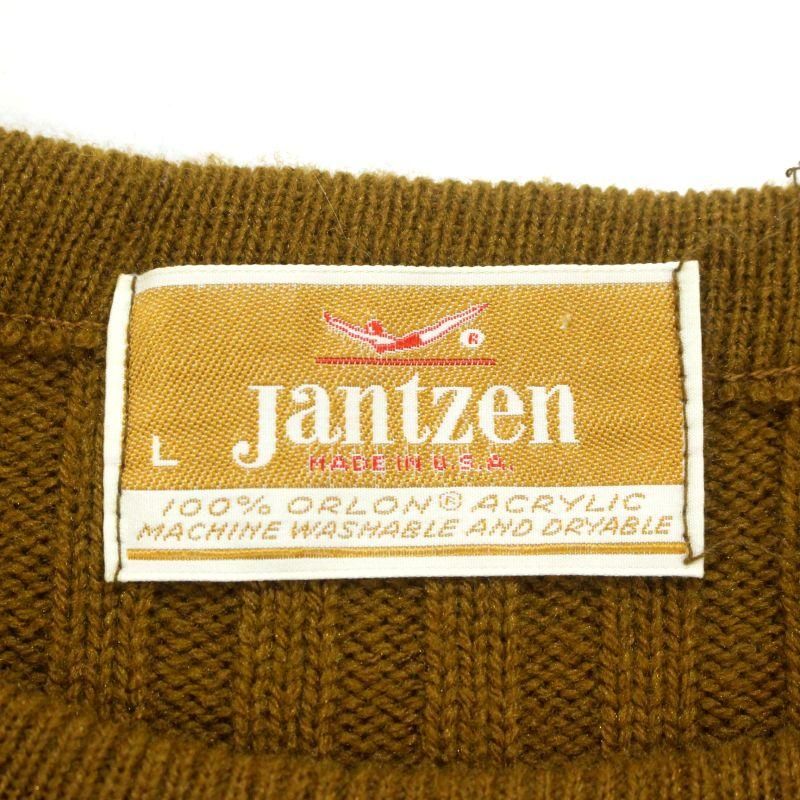 ®
Jantzen
L
MADE IN U.S.A.
100% ORLON® ACRYLIC
MACHINE WASHABLE AND DRYABLE